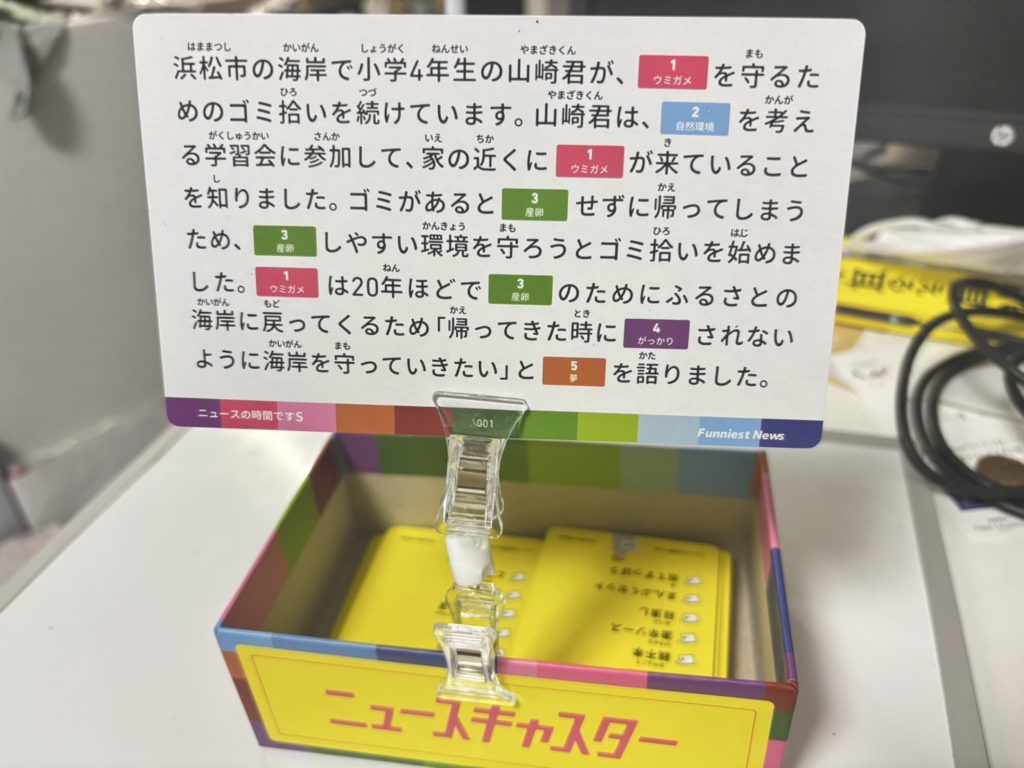 浜松市の海岸で小学4年生の山崎君が、1 ウミガメを守るた
めのゴミ拾いを続けています。山崎君は、2 自然環境を考え
る学習会に参加して、家の近くに1 ウミガメが来ていること
を知りました。ゴミがあると3 産卵せずに帰ってしまう
ため、3 産卵しやすい環境を守ろうとゴミ拾いを始めま
した。1 ウミガメは20年ほどで3 産卵のためにふるさとの
海岸に戻ってくるため「帰ってきた時に4 がっかりされない
ように海岸を守っていきたい」と5 夢を語りました。
ニュースの時間ですS
001
Funniest News
ニュースキャスター